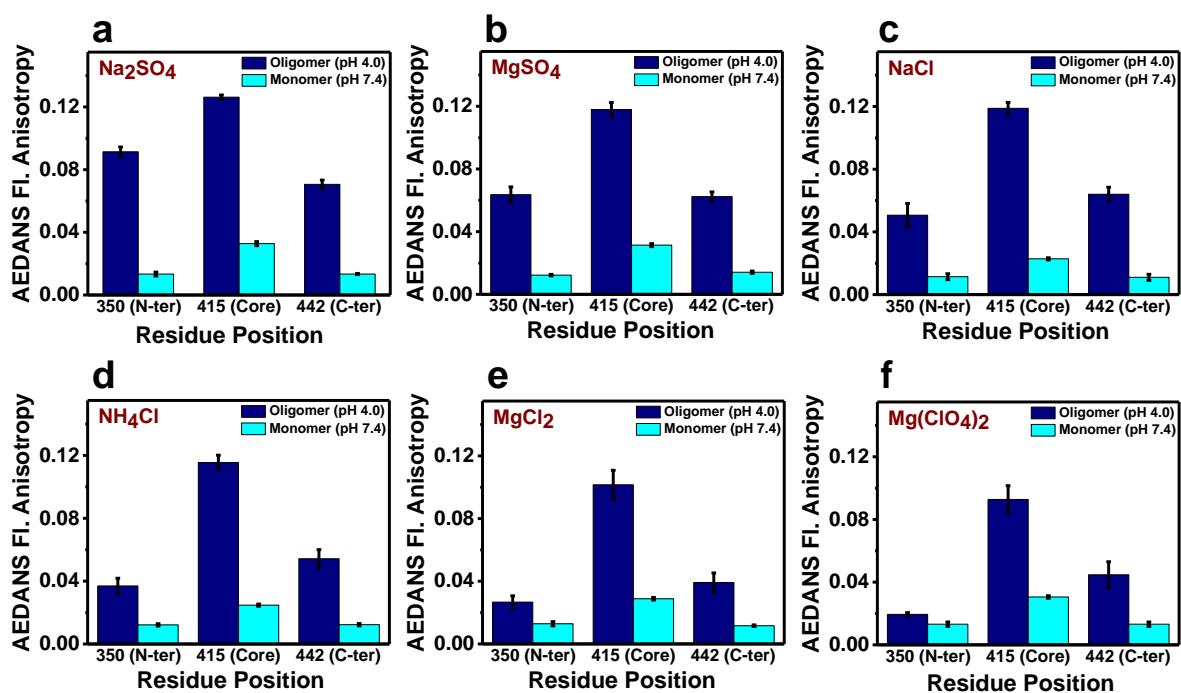 a
Na2SO4
Oligomer (pH 4.0)
Monomer (pH 7.4)
AEDANS Fl. Anisotropy
0.12
0.08
0.04
0.00
350 (N-ter)
415 (Core)
442 (C-ter)
Residue Position
b
MgSO4
Oligomer (pH 4.0)
Monomer (pH 7.4)
AEDANS Fl. Anisotropy
0.12
0.08
0.04
0.00
350 (N-ter)
415 (Core)
442 (C-ter)
Residue Position
c
NaCl
Oligomer (pH 4.0)
Monomer (pH 7.4)
AEDANS Fl. Anisotropy
0.12
0.08
0.04
0.00
350 (N-ter)
415 (Core)
442 (C-ter)
Residue Position
d
NH4Cl
Oligomer (pH 4.0)
Monomer (pH 7.4)
AEDANS Fl. Anisotropy
0.12
0.08
0.04
0.00
350 (N-ter)
415 (Core)
442 (C-ter)
Residue Position
e
MgCl2
Oligomer (pH 4.0)
Monomer (pH 7.4)
AEDANS Fl. Anisotropy
0.12
0.08
0.04
0.00
350 (N-ter)
415 (Core)
442 (C-ter)
Residue Position
f
Mg(ClO4)2
Oligomer (pH 4.0)
Monomer (pH 7.4)
AEDANS Fl. Anisotropy
0.12
0.08
0.04
0.00
350 (N-ter)
415 (Core)
442 (C-ter)
Residue Position